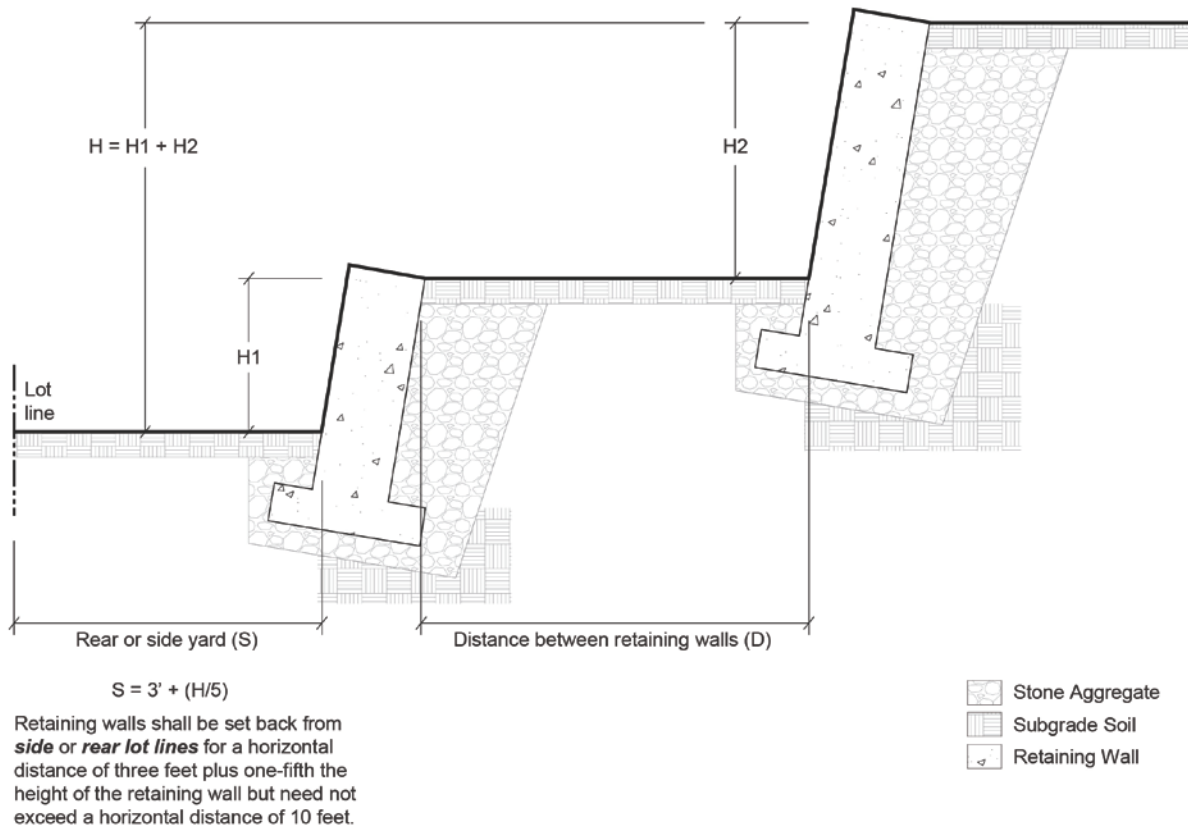 H = H1 + H2
H2
H1
Lot
line
Rear or side yard (S)
Distance between retaining walls (D)
S = 3' + (H/5)
Retaining walls shall be set back from
side or rear lot lines for a horizontal
distance of three feet plus one-fifth the
height of the retaining wall but need not
exceed a horizontal distance of 10 feet.
Stone Aggregate
Subgrade Soil
Retaining Wall